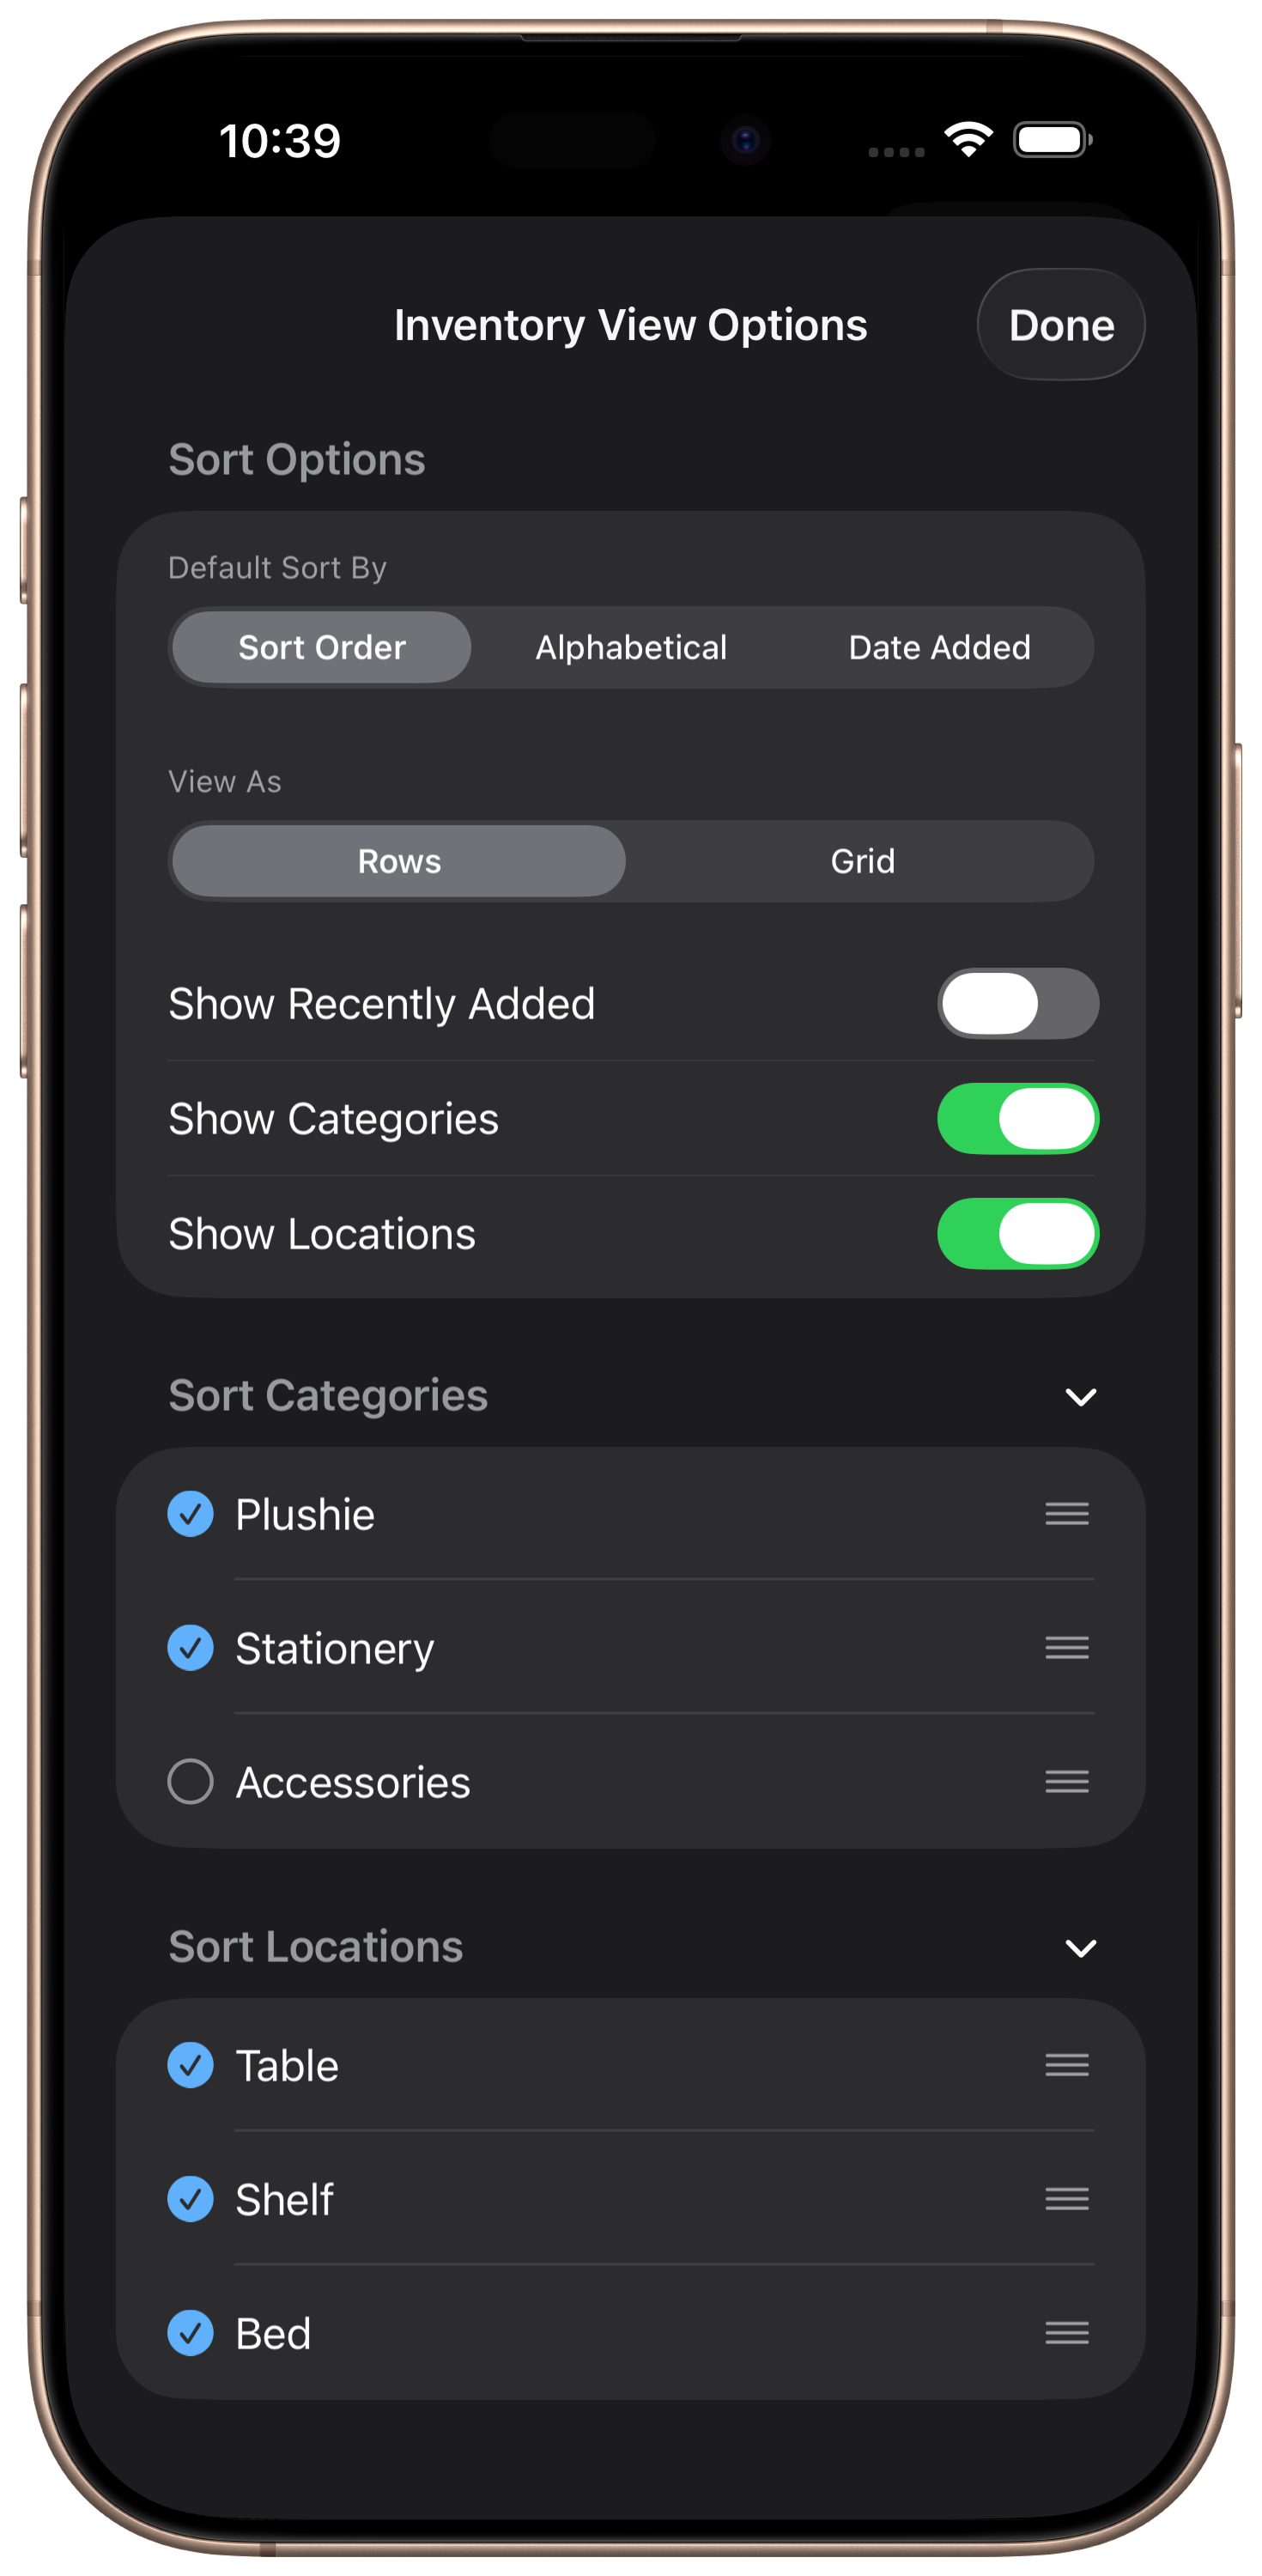 10:39
Inventory View Options
Done
Sort Options
Default Sort By
Sort Order Alphabetical Date Added
View As
Rows Grid
Show Recently Added
Show Categories
Show Locations
Sort Categories
Plushie
Stationery
Accessories
Sort Locations
Table
Shelf
Bed